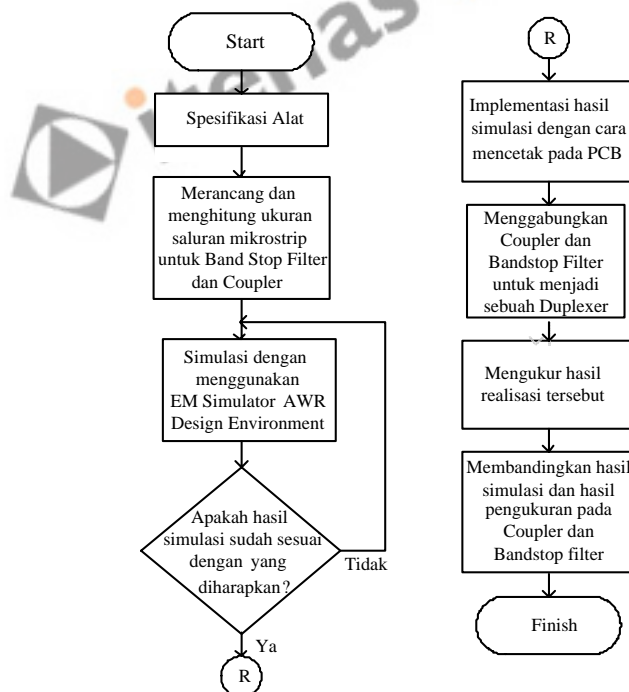 itenas
Start
Spesifikasi Alat
Merancang dan
menghitung ukuran
saluran mikrostrip
untuk Band Stop Filter
dan Coupler
Simulasi dengan
menggunakan
EM Simulator AWR
Design Environment
Apakah hasil
simulasi sudah sesuai
dengan yang
diharapkan?
Tidak
Ya
R
R
Implementasi hasil
simulasi dengan cara
mencetak pada PCB
Menggabungkan
Coupler dan
Bandstop Filter
untuk menjadi
sebuah Duplexer
Mengukur hasil
realisasi tersebut
Membandingkan hasil
simulasi dan hasil
pengukuran pada
Coupler dan
Bandstop filter
Finish